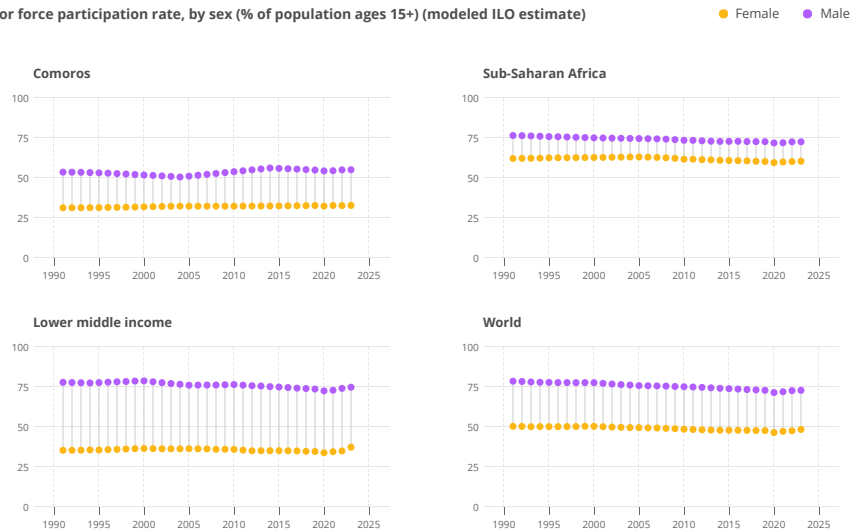 or force participation rate, by sex (% of population ages 15+) (modeled ILO estimate)
Female Male
Comoros
100
75
50
25
0
1990 1995 2000 2005 2010 2015 2020 2025
Sub-Saharan Africa
100
75
50
25
0
1990 1995 2000 2005 2010 2015 2020 2025
Lower middle income
100
75
50
25
0
1990 1995 2000 2005 2010 2015 2020 2025
World
100
75
50
25
0
1990 1995 2000 2005 2010 2015 2020 2025